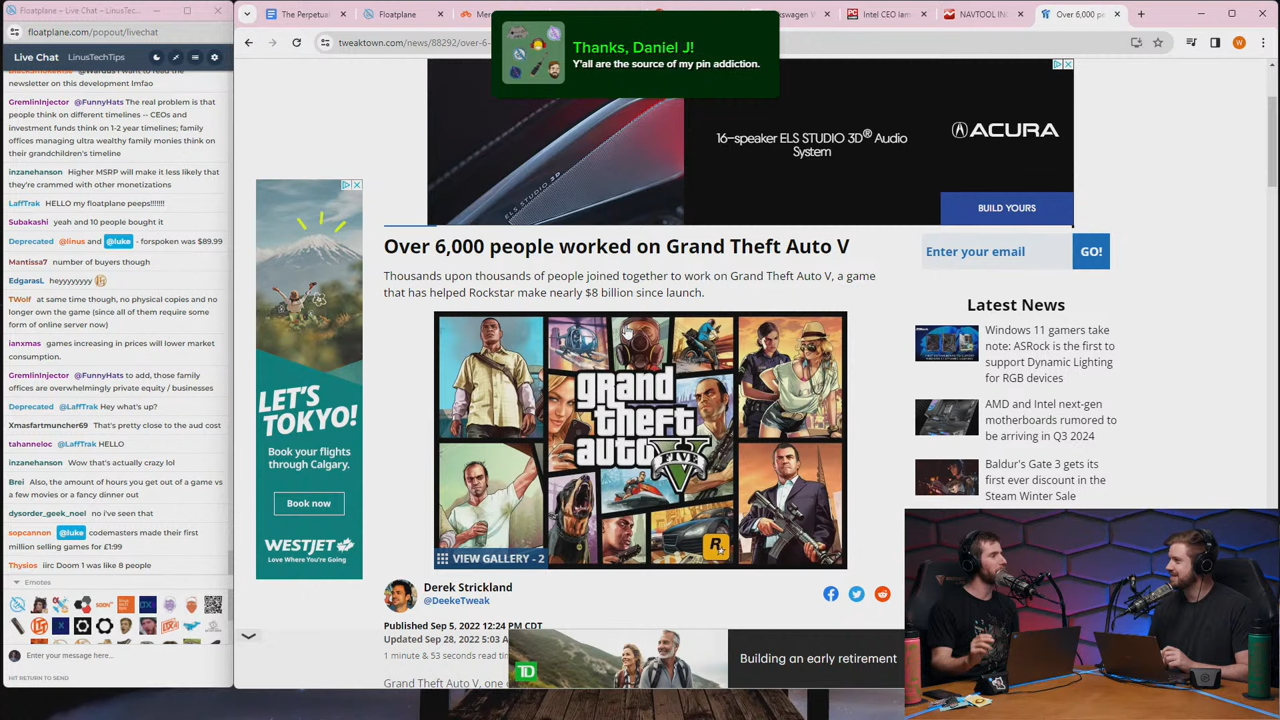 Floatplane – Live Chat – LinusTechTips
floatplane.com/popout/livechat
Live Chat LinusTechTips
newsletter on this development lmfao
GremlinInjector @FunnyHats The real problem is that
people think on different timelines -- CEOs and
investment funds think on 1-2 year timelines; family
offices managing ultra wealthy family monies think on
their grandchildren's timeline
inzanehanson Higher MSRP will make it less likely that
they're crammed with other monetizations
LaffTrak HELLO my floatplane peeps!!!!!!!
Subakashi yeah and 10 people bought it
Deprecated @linus and @luke - forspoken was $89.99
Mantissa7 number of buyers though
EdgarasL heyyyyyyyy
TWolf at same time though, no physical copies and no
longer own the game (since all of them require some
form of online server now)
ianxmas games increasing in prices will lower market
consumption.
GremlinInjector @FunnyHats to add, those family
offices are overwhelmingly private equity / businesses
Deprecated @LaffTrak Hey what's up?
Xmasfartmuncher69 That's pretty close to the aud cost
tahanneloc @LaffTrak HELLO
inzanehanson Wow that's actually crazy lol
Brei Also, the amount of hours you get out of a game vs
a few movies or a fancy dinner out
dysorder_geek_noel no i've seen that
sopcannon @luke codemasters made their first
million selling games for £1.99
Thysios iirc Doom 1 was like 8 people
Emotes
Enter your message here...
HIT RETURN TO SEND
The Perpetual
Floatplane
Intel CEO lam
NAVTOOL INC
Over 6,000 pe
tweaktown.com/news/88292/over-6-
Thanks, Daniel J!
Y'all are the source of my pin addiction.
ELS STUDIO 3D
16-speaker ELS STUDIO 3D® Audio
System
ACURA
BUILD YOURS
LET'S
TOKYO!
Book your flights
through Calgary.
Book now
WESTJET
Love Where You're Going
Over 6,000 people worked on Grand Theft Auto V
Thousands upon thousands of people joined together to work on Grand Theft Auto V, a game
that has helped Rockstar make nearly $8 billion since launch.
grand
theft
auto
V
FIVE
R
VIEW GALLERY - 2
Derek Strickland
@DeekeTweak
Published Sep 5, 2022 12:24 PM CDT
Updated Sep 28, 2022 5:03 A
1 minute & 53 seconds read tim
Grand Theft Auto V, one
TD
Building an early retirement
Enter your email
GO!
Latest News
Windows 11 gamers take
note: ASRock is the first to
support Dynamic Lighting
for RGB devices
AMD and Intel next-gen
motherboards rumored to
be arriving in Q3 2024
Baldur's Gate 3 gets its
first ever discount in the
Steam Winter Sale